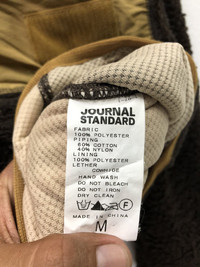 JOURNAL
STANDARD
FABRIC
100% POLYESTER
PIPING
60% COTTON
40% NYLON
LINING
100% POLYESTER
LETHER
COWHIDE
HAND WASH
DO NOT BLEACH
IRON DO NOT
DRY CLEAN
MADE IN CHINA
M